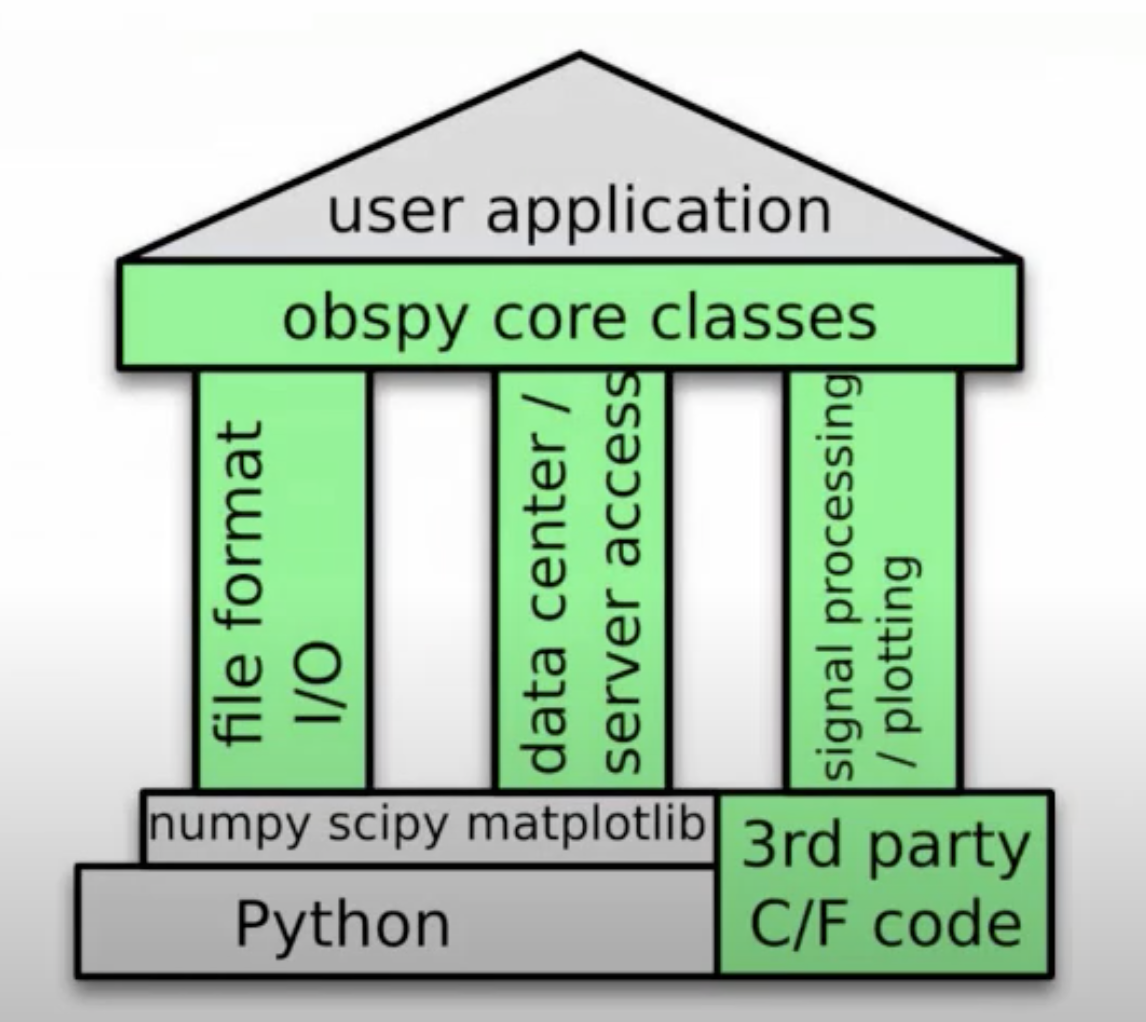 user application
obspy core classes
file format
I/O
data center /
server access
signal processing
/ plotting
numpy scipy matplotlib
3rd party
C/F code
Python